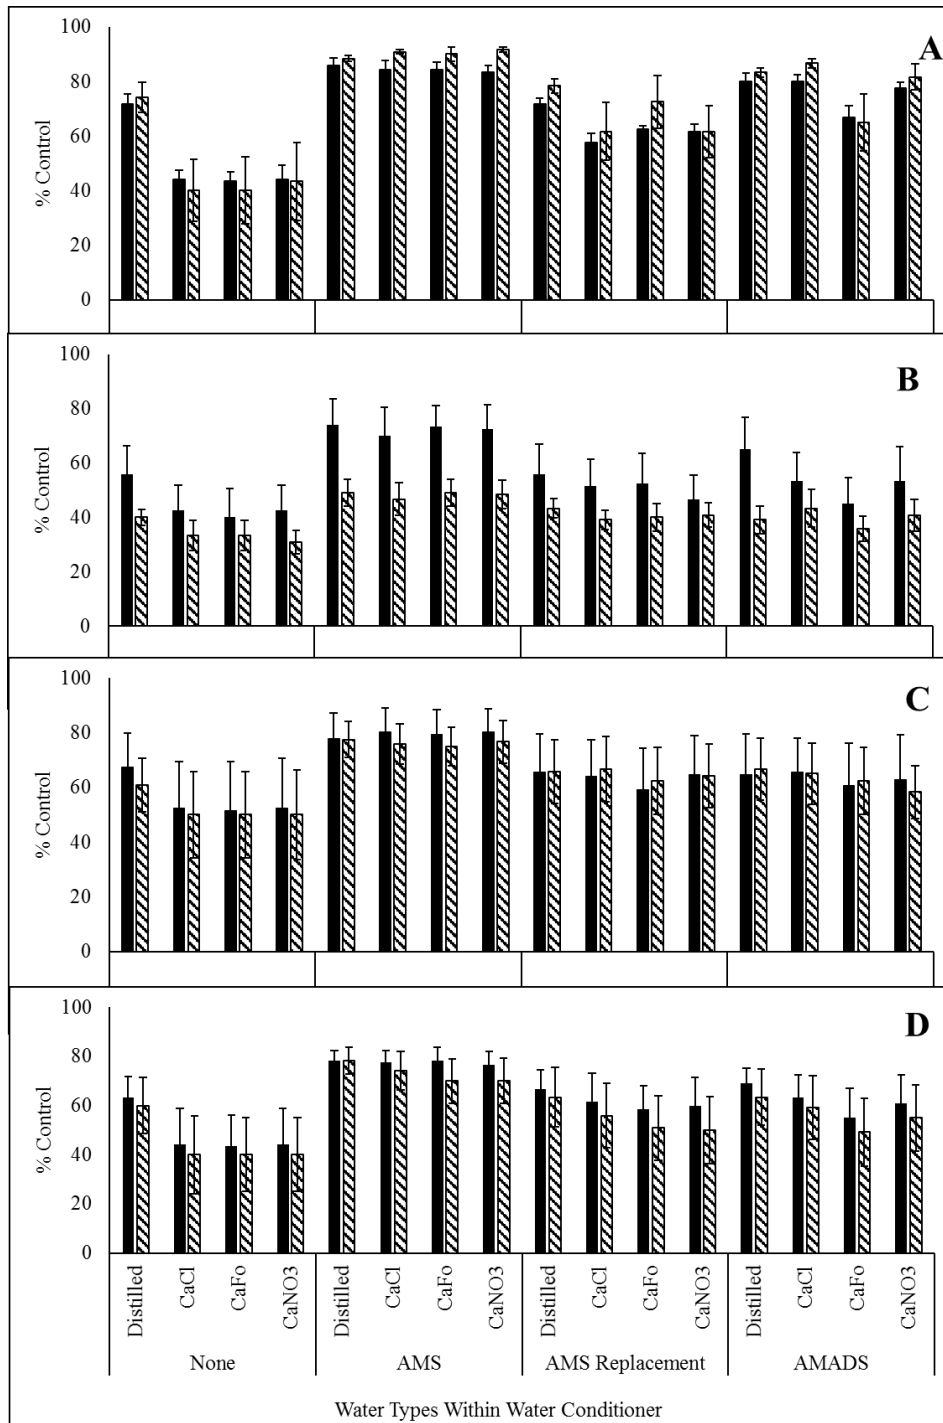 100
80
60
40
20
0
% Control
A
100
80
60
40
20
0
% Control
B
100
80
60
40
20
0
% Control
C
100
80
60
40
20
0
% Control
D
Distilled
CaCl
CaFo
CaNO3
Distilled
CaCl
CaFo
CaNO3
Distilled
CaCl
CaFo
CaNO3
Distilled
CaCl
CaFo
CaNO3
None AMS AMS Replacement AMADS
Water Types Within Water Conditioner